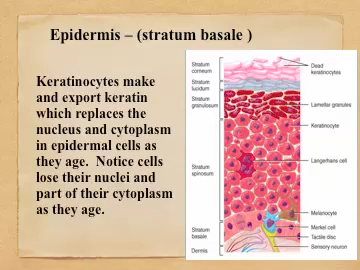 Epidermis – (stratum basale )
Keratinocytes make
and export keratin
which replaces the
nucleus and cytoplasm
in epidermal cells as
they age. Notice cells
lose their nuclei and
part of their cytoplasm
as they age.
Stratum
corneum
Stratum
lucidum
Stratum
granulosum
Stratum
spinosum
Stratum
basale
Dermis
Dead
keratinocytes
Lamellar granules
Keratinocyte
Langerhans cell
Melanocyte
Merkel cell
Tactile disc
Sensory neuron